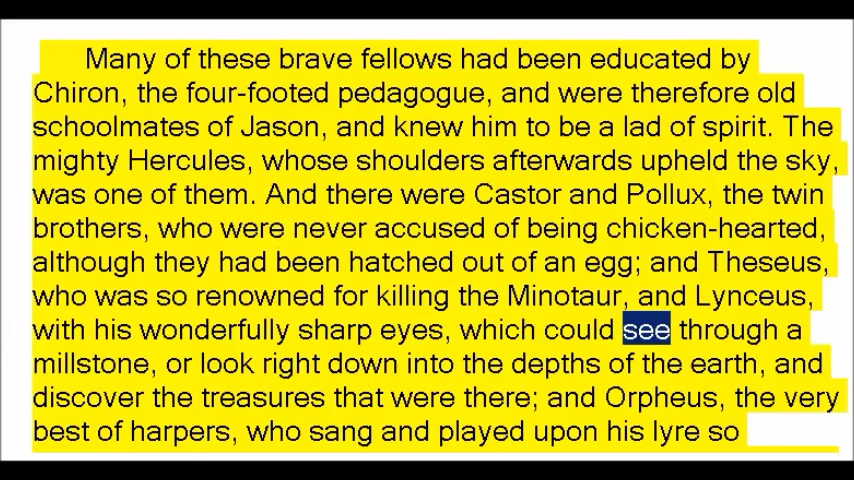 Many of these brave fellows had been educated by
Chiron, the four-footed pedagogue, and were therefore old
schoolmates of Jason, and knew him to be a lad of spirit. The
mighty Hercules, whose shoulders afterwards upheld the sky,
was one of them. And there were Castor and Pollux, the twin
brothers, who were never accused of being chicken-hearted,
although they had been hatched out of an egg; and Theseus,
who was so renowned for killing the Minotaur, and Lynceus,
with his wonderfully sharp eyes, which could see through a
millstone, or look right down into the depths of the earth, and
discover the treasures that were there; and Orpheus, the very
best of harpers, who sang and played upon his lyre so